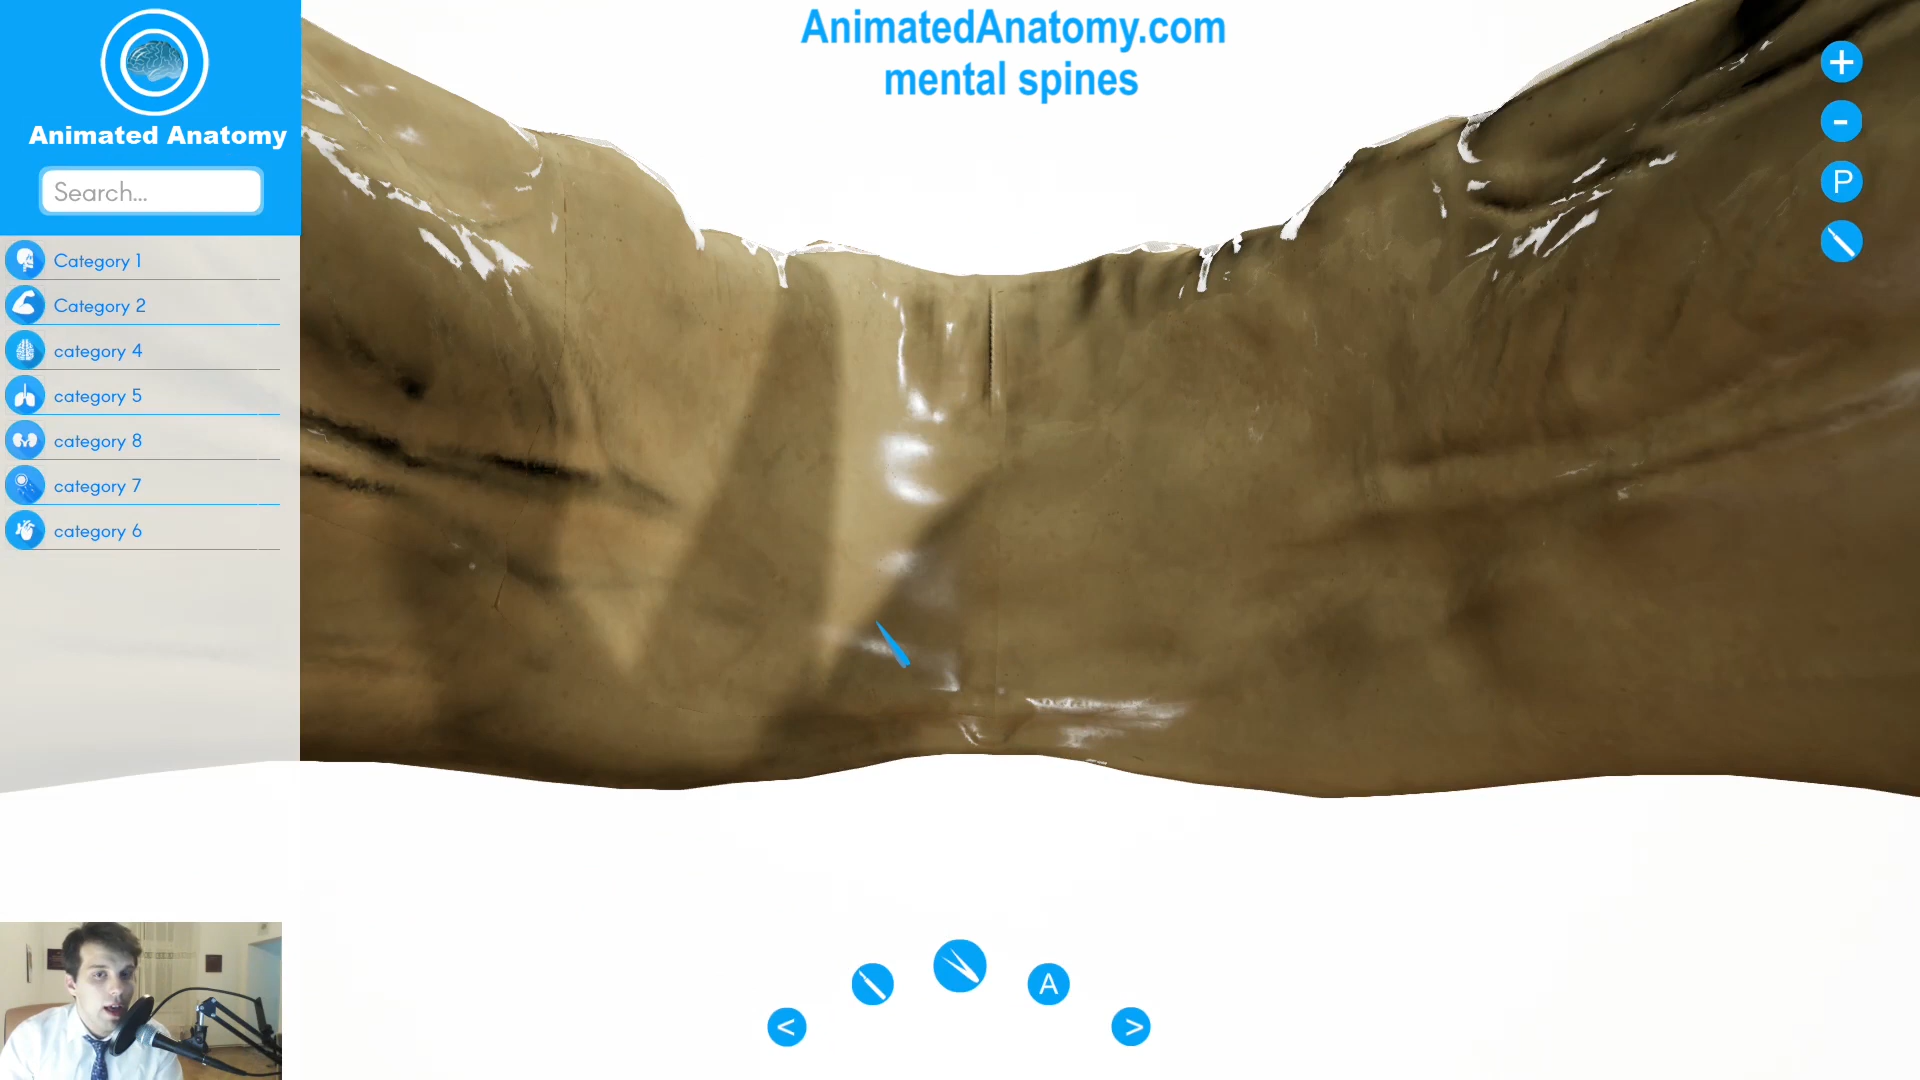 AnimatedAnatomy.com
mental spines
Animated Anatomy
Search...
Category 1
Category 2
category 4
category 5
category 8
category 7
category 6
+
-
P
A
<
>